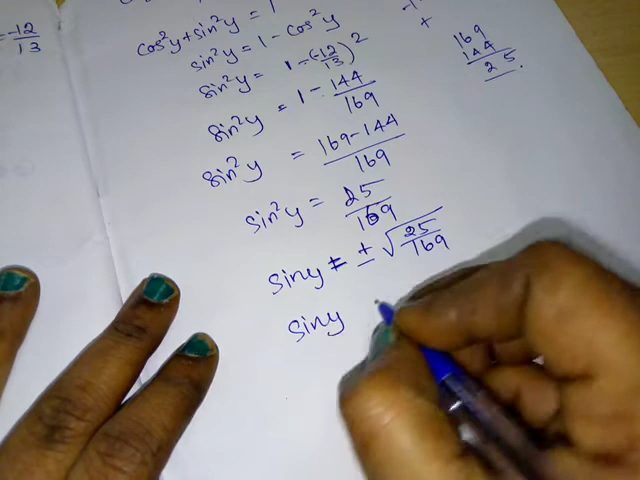 -12/13
cos²y + sin²y = 1
sin²y = 1 - cos²y
sin²y = 1 - (-12/13)²
sin²y = 1 - 144/169
sin²y = 169-144/169
sin²y = 25/169
siny = ± √25/169
siny
+
169
144
25.